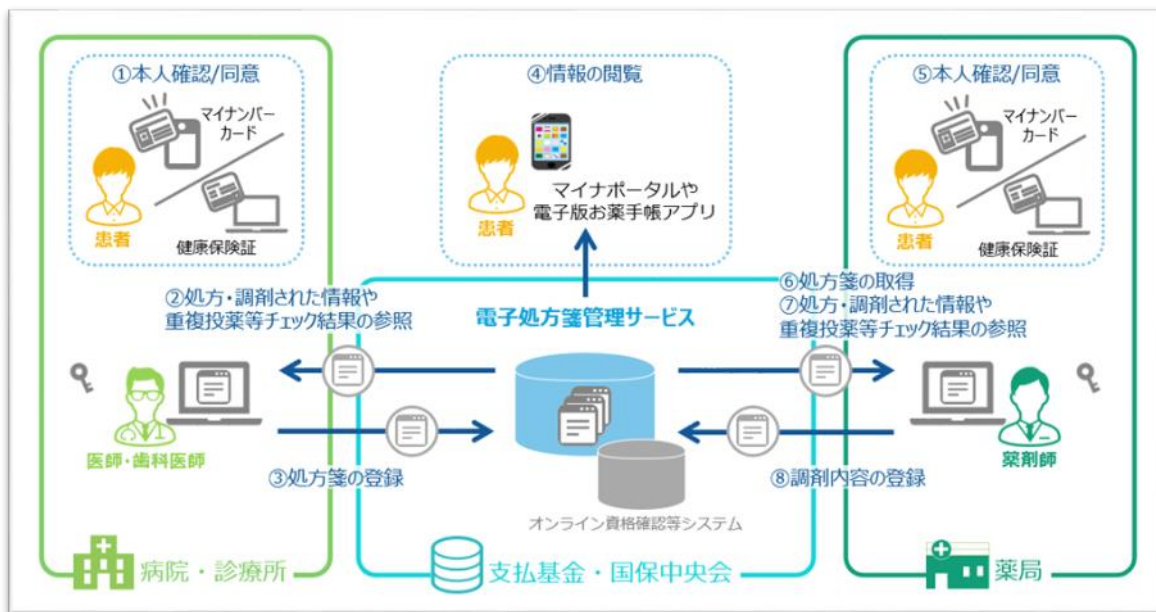 ①本人確認/同意
マイナンバー
カード
患者
健康保険証
②処方・調剤された情報や
重複投薬等チェック結果の参照
医師・歯科医師
③処方箋の登録
病院・診療所
④情報の閲覧
患者
マイナポータルや
電子版お薬手帳アプリ
電子処方箋管理サービス
オンライン資格確認等システム
支払基金・国保中央会
⑤本人確認/同意
マイナンバー
カード
患者
健康保険証
⑥処方箋の取得
⑦処方・調剤された情報や
重複投薬等チェック結果の参照
薬剤師
⑧調剤内容の登録
薬局